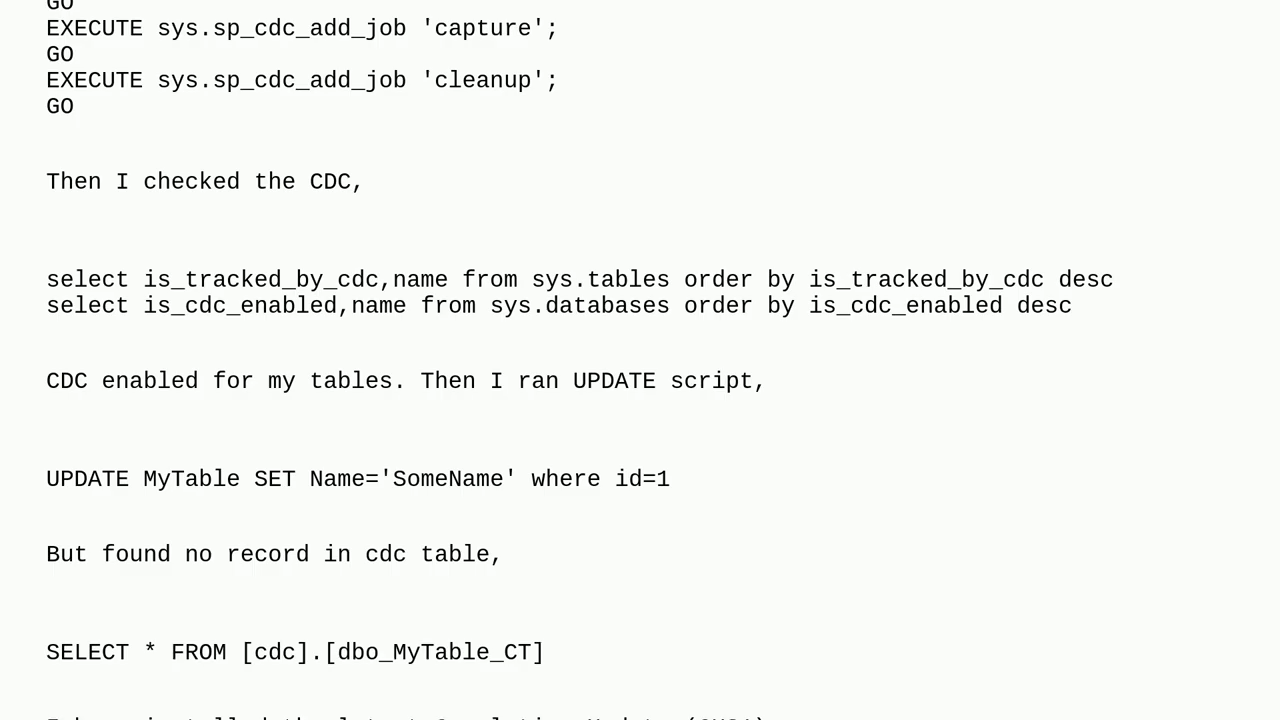 GO
EXECUTE sys.sp_cdc_add_job 'capture';
GO
EXECUTE sys.sp_cdc_add_job 'cleanup';
GO
Then I checked the CDC,
select is_tracked_by_cdc,name from sys.tables order by is_tracked_by_cdc desc
select is_cdc_enabled,name from sys.databases order by is_cdc_enabled desc
CDC enabled for my tables. Then I ran UPDATE script,
UPDATE MyTable SET Name='SomeName' where id=1
But found no record in cdc table,
SELECT * FROM [cdc].[dbo_MyTable_CT]